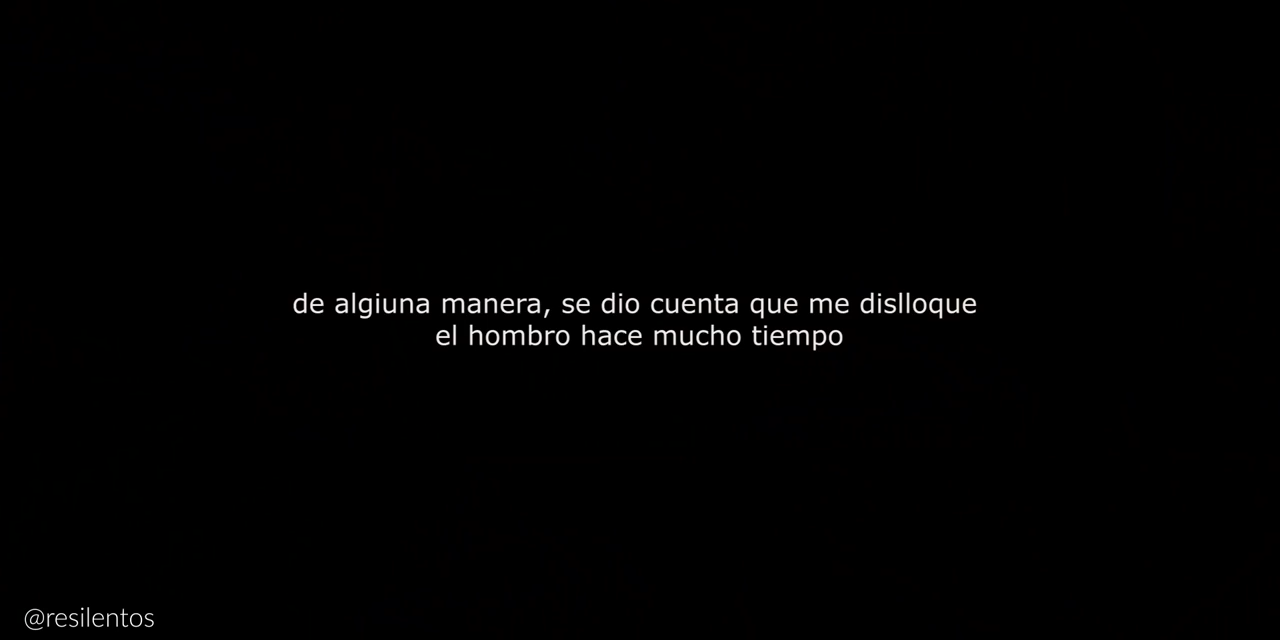 de algiuna manera, se dio cuenta que me dislloque
el hombro hace mucho tiempo
@resilentos